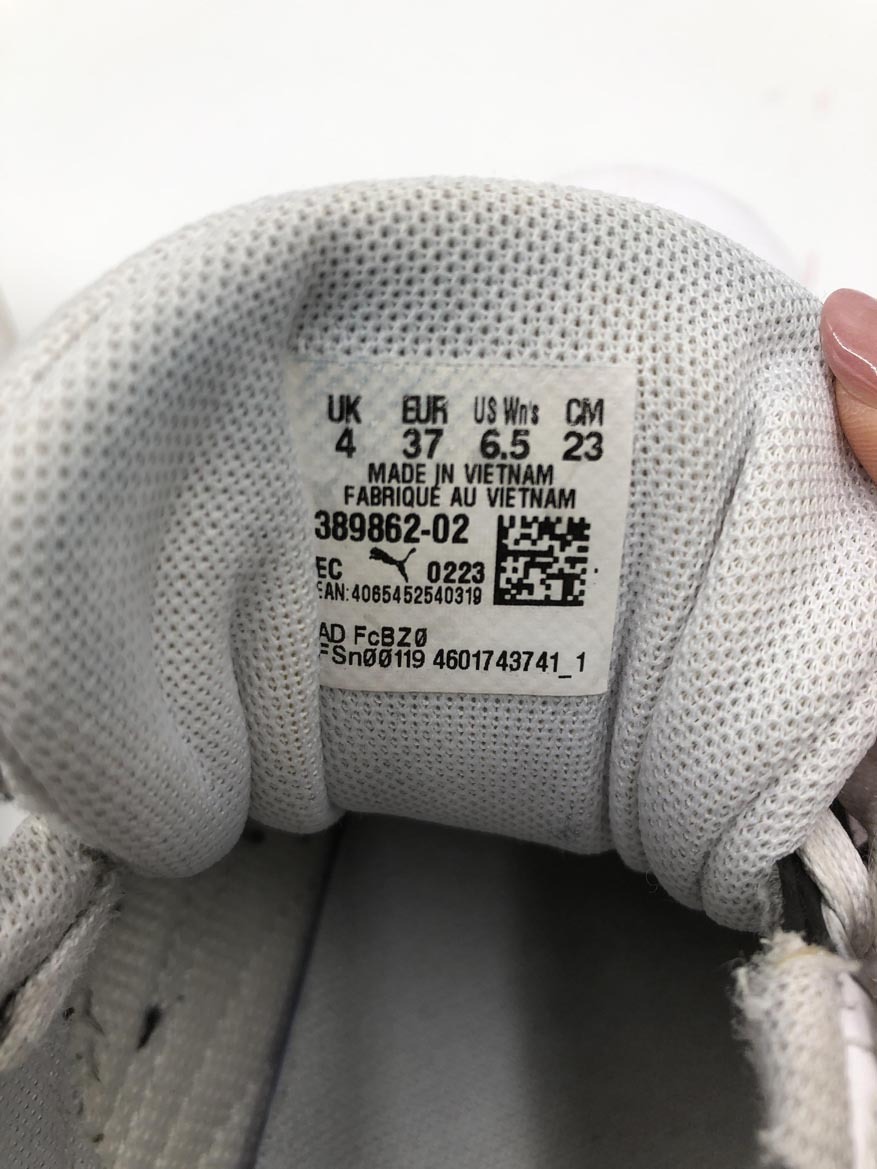 UK EUR US Wn's CM
4 37 6.5 23
MADE IN VIETNAM
FABRIQUÉ AU VIETNAM
389862-02
EC 0223
EAN:4065452540319
AD FcBZ0
FSn00119 4601743741_1